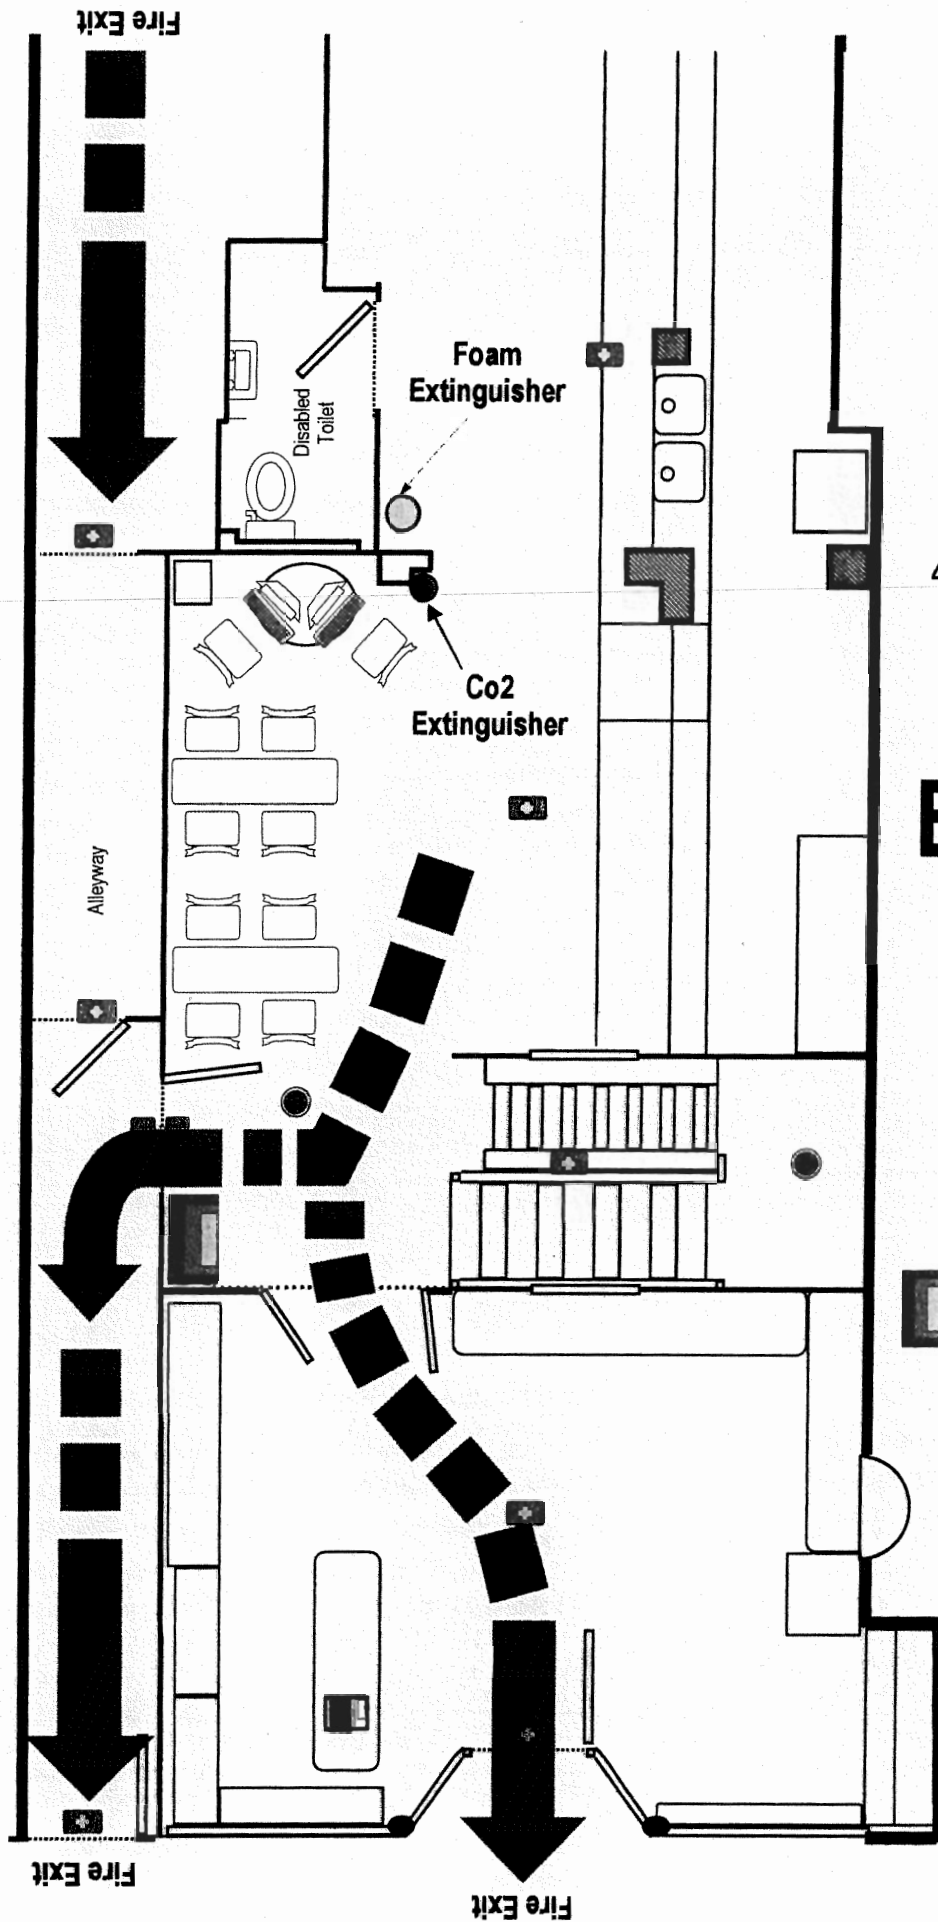 Fire Exit
Foam
Extinguisher
Disabled
Toilet
Co2
Extinguisher
Alleyway
Fire Exit
Fire Exit